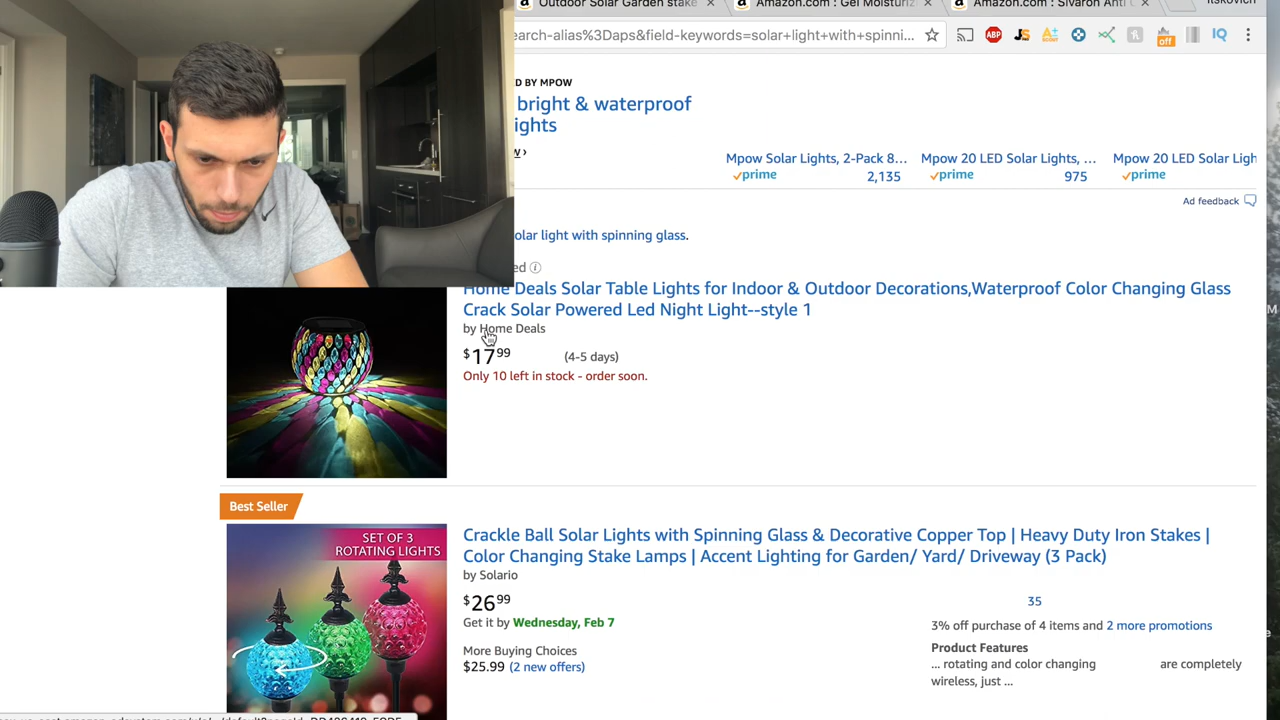 Outdoor Solar Garden stake
Amazon.com : Gel Moisturiz
Amazon.com : Sivaron Anti
Itskovich
earch-alias%3Daps&field-keywords=solar+light+with+spinni...
ABP
JS
off
IQ
D BY MPOW
bright & waterproof
ights
w ›
Mpow Solar Lights, 2-Pack 8...
prime 2,135
Mpow 20 LED Solar Lights, ...
prime 975
Mpow 20 LED Solar Ligh
prime
Ad feedback
olar light with spinning glass.
ed
Home Deals Solar Table Lights for Indoor & Outdoor Decorations,Waterproof Color Changing Glass
Crack Solar Powered Led Night Light--style 1
by Home Deals
$17 99 (4-5 days)
Only 10 left in stock - order soon.
Best Seller
SET OF 3
ROTATING LIGHTS
Crackle Ball Solar Lights with Spinning Glass & Decorative Copper Top | Heavy Duty Iron Stakes |
Color Changing Stake Lamps | Accent Lighting for Garden/ Yard/ Driveway (3 Pack)
by Solario
$26 99
Get it by Wednesday, Feb 7
More Buying Choices
$25.99 (2 new offers)
35
3% off purchase of 4 items and 2 more promotions
Product Features
... rotating and color changing are completely
wireless, just ...